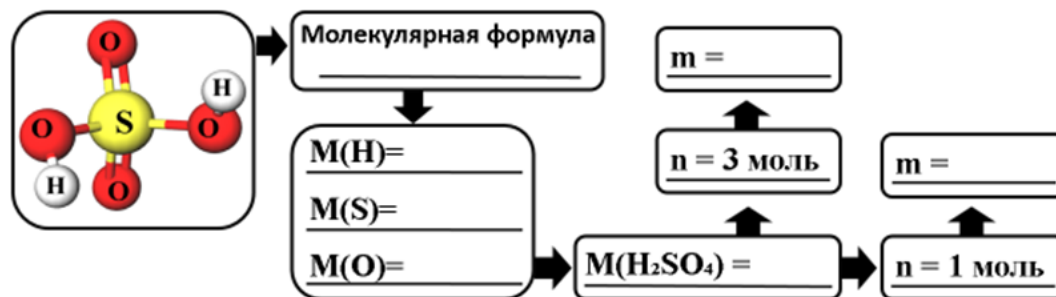 O
H
O
S
O
H
O
Молекулярная формула
M(H)=
M(S)=
M(O)=
M(H₂SO₄) =
n = 3 моль
m =
n = 1 моль
m =